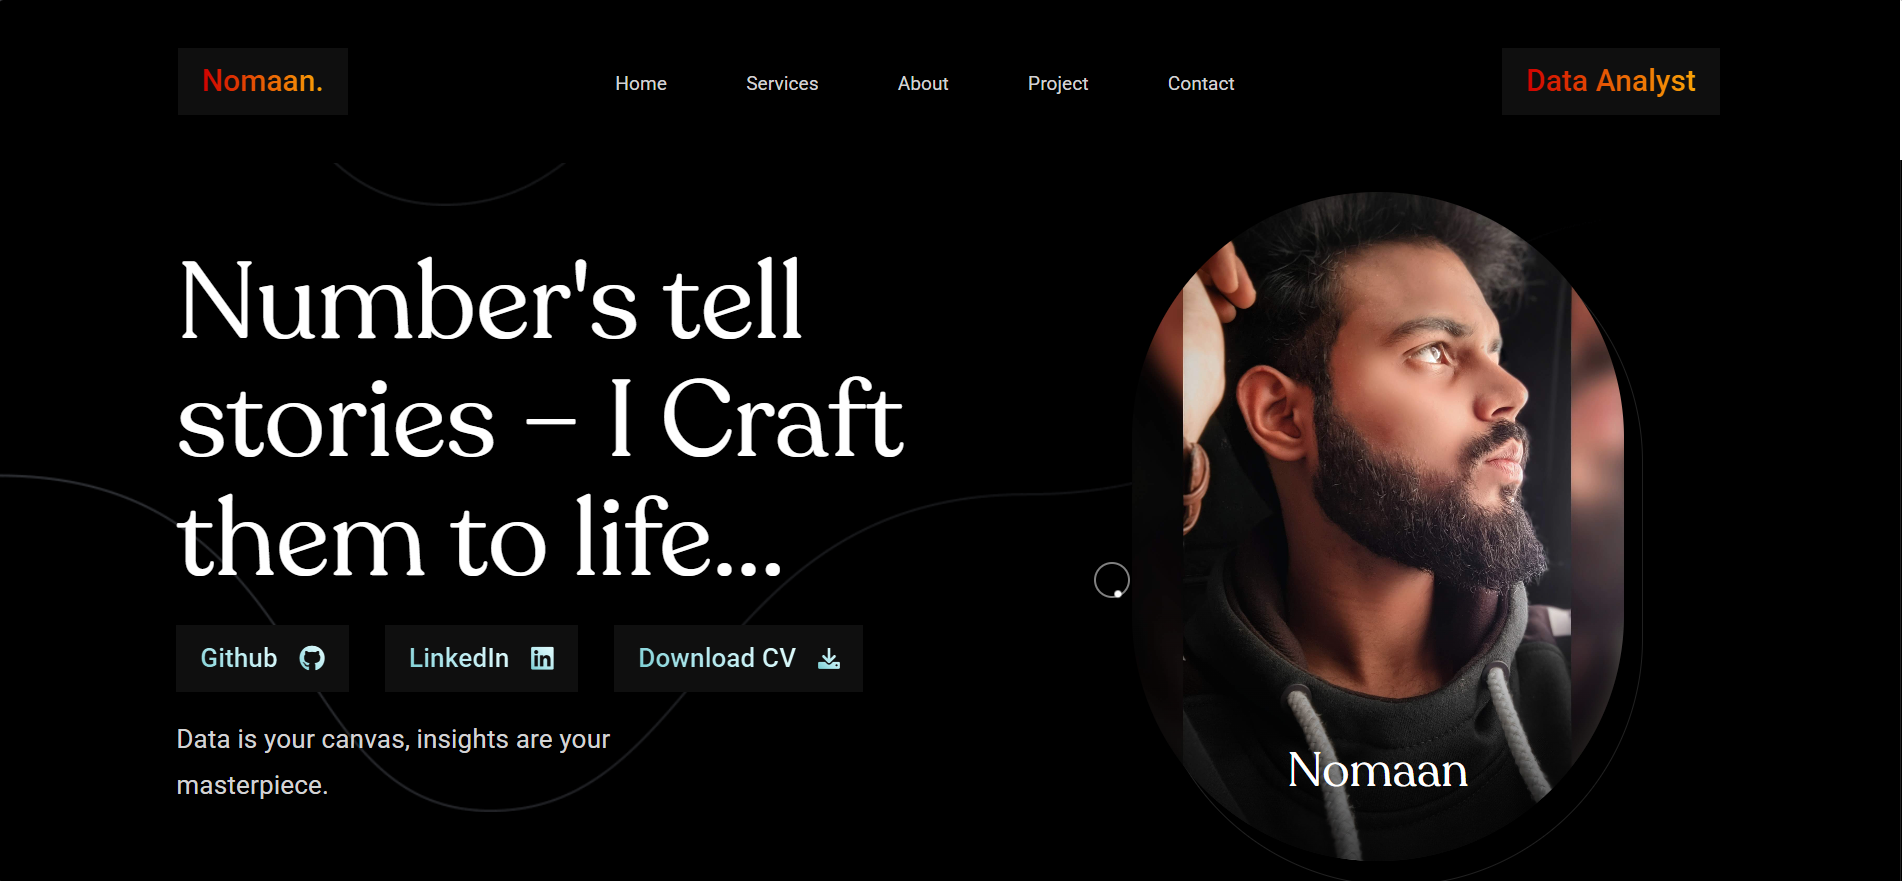 Nomaan.
Home Services About Project Contact
Data Analyst
Number's tell
stories – I Craft
them to life...
Github
LinkedIn in
Download CV
Data is your canvas, insights are your
masterpiece.
Nomaan